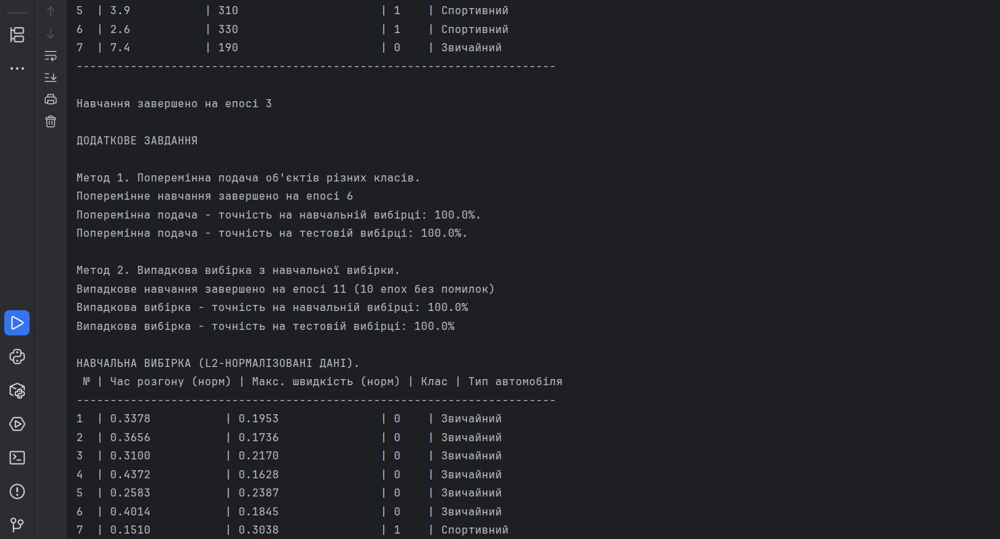 5  | 3.9           | 310                     | 1    | Спортивний
6  | 2.6           | 330                     | 1    | Спортивний
7  | 7.4           | 190                     | 0    | Звичайний
-----------------------------------------------------------------------
Навчання завершено на епосі 3
ДОДАТКОВЕ ЗАВДАННЯ
Метод 1. Поперемінна подача об'єктів різних класів.
Поперемінне навчання завершено на епосі 6
Поперемінна подача - точність на навчальній вибірці: 100.0%.
Поперемінна подача - точність на тестовій вибірці: 100.0%.
Метод 2. Випадкова вибірка з навчальної вибірки.
Випадкове навчання завершено на епосі 11 (10 епох без помилок)
Випадкова вибірка - точність на навчальній вибірці: 100.0%
Випадкова вибірка - точність на тестовій вибірці: 100.0%
НАВЧАЛЬНА ВИБІРКА (L2-НОРМАЛІЗОВАНІ ДАНІ).
№ | Час розгону (норм) | Макс. швидкість (норм) | Клас | Тип автомобіля
-----------------------------------------------------------------------
1  | 0.3378           | 0.1953               | 0    | Звичайний
2  | 0.3656           | 0.1736               | 0    | Звичайний
3  | 0.3100           | 0.2170               | 0    | Звичайний
4  | 0.4372           | 0.1628               | 0    | Звичайний
5  | 0.2583           | 0.2387               | 0    | Звичайний
6  | 0.4014           | 0.1845               | 0    | Звичайний
7  | 0.1510           | 0.3038               | 1    | Спортивний